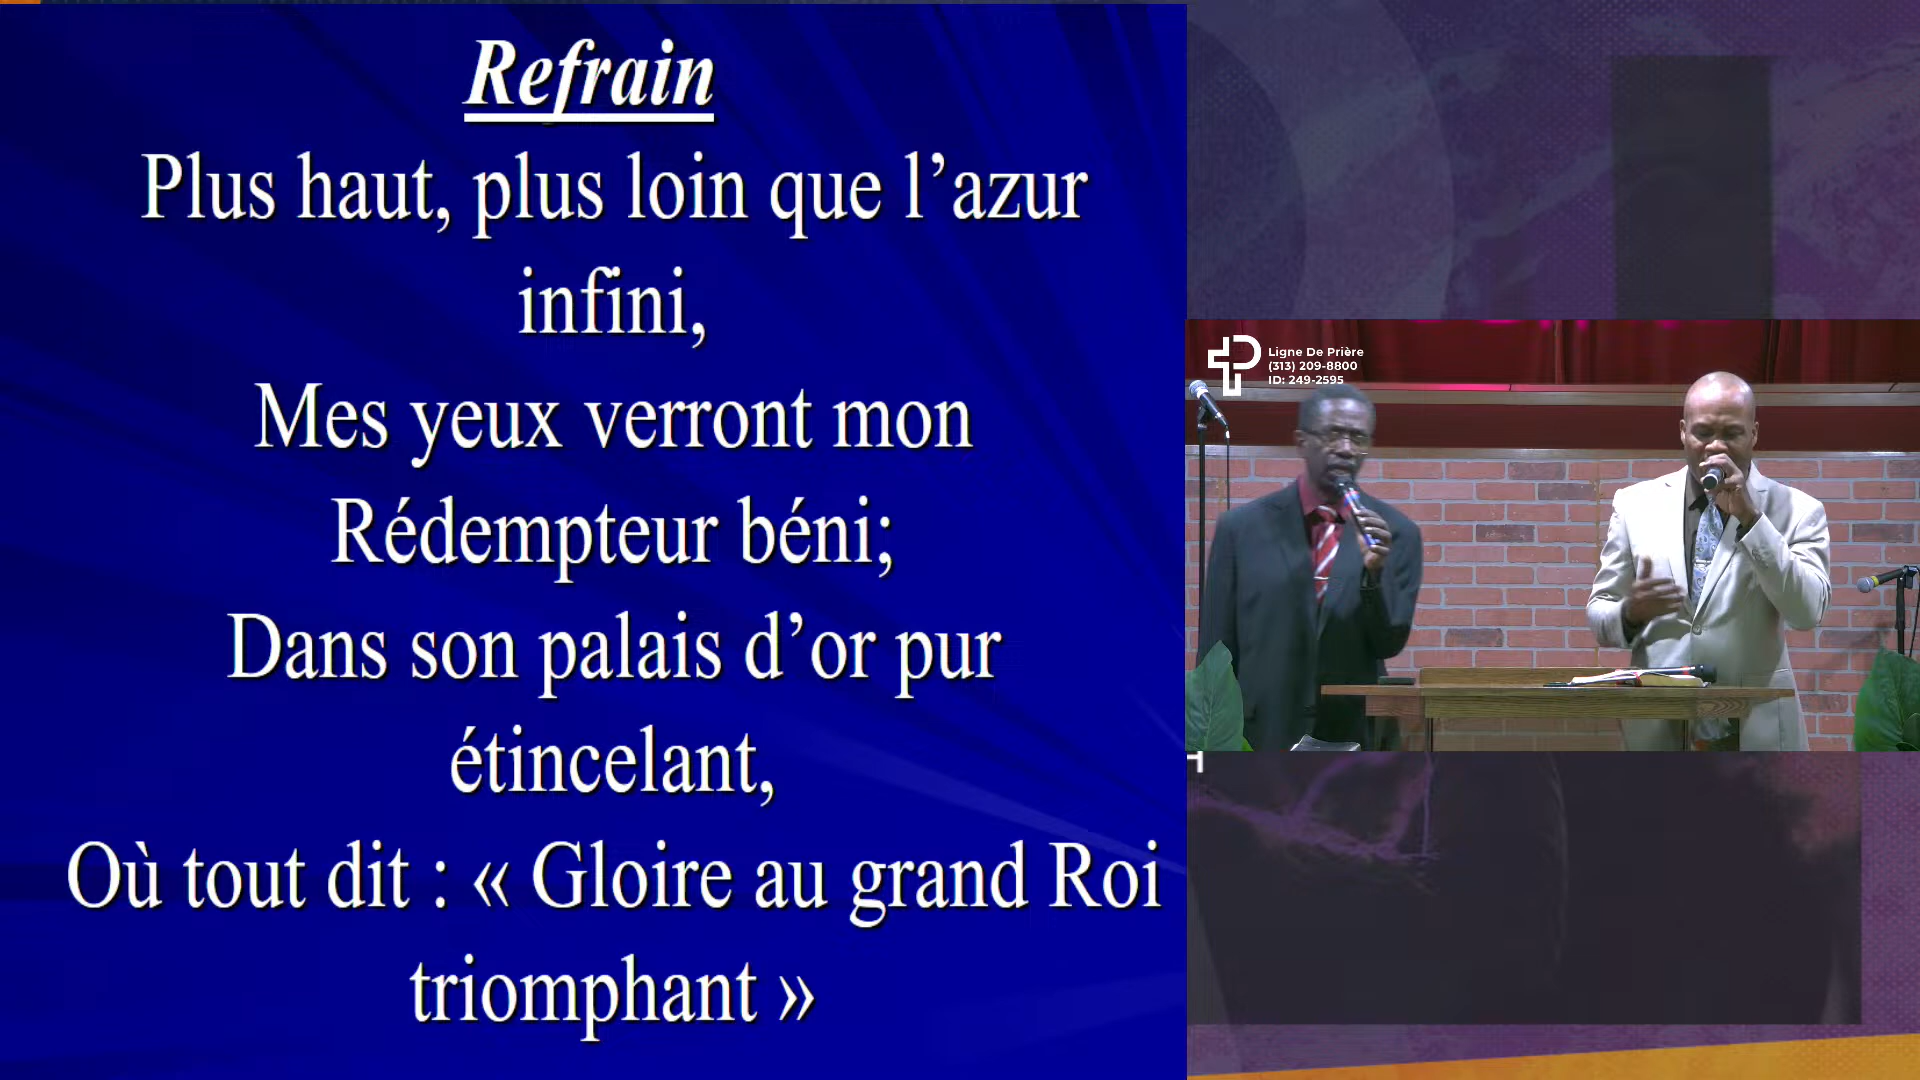 Refrain
Plus haut, plus loin que l’azur
infini,
Mes yeux verront mon
Rédempteur béni;
Dans son palais d’or pur
étincelant,
Où tout dit : « Gloire au grand Roi
triomphant »
Ligne De Prière
(313) 209-8800
ID: 249-2595
H